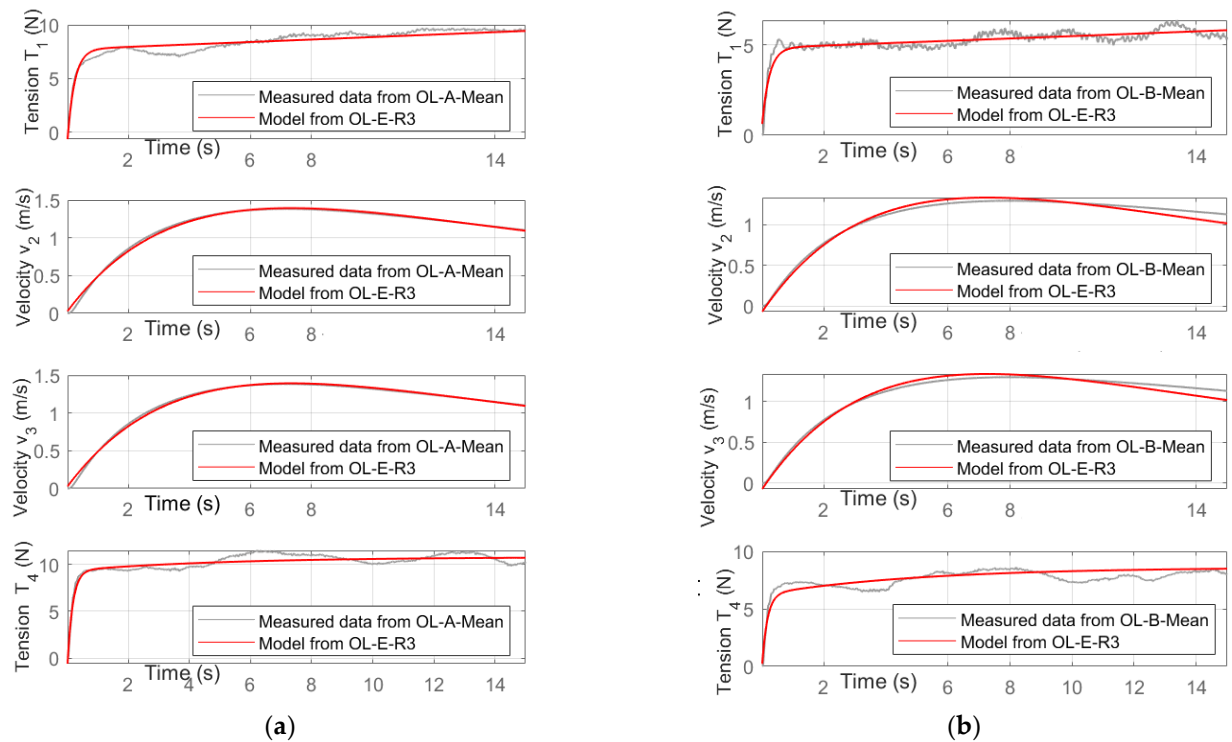 Tension T1 (N)
10
5
0
Measured data from OL-A-Mean
Model from OL-E-R3
2 6 8 14
Time (s)
Velocity v2 (m/s)
1.5
1
0.5
0
Measured data from OL-A-Mean
Model from OL-E-R3
2 6 8 14
Time (s)
Velocity v3 (m/s)
1.5
1
0.5
0
Measured data from OL-A-Mean
Model from OL-E-R3
2 6 8 14
Time (s)
Tension T4 (N)
10
5
0
Measured data from OL-A-Mean
Model from OL-E-R3
2 6 8 10 12 14
Time (s)
(a)
Tension T1 (N)
5
0
Measured data from OL-B-Mean
Model from OL-E-R3
2 6 8 14
Time (s)
Velocity v2 (m/s)
1
0.5
0
Measured data from OL-B-Mean
Model from OL-E-R3
2 6 8 14
Time (s)
Velocity v3 (m/s)
1
0.5
0
Measured data from OL-B-Mean
Model from OL-E-R3
2 6 8 14
Time (s)
Tension T4 (N)
10
5
0
Measured data from OL-B-Mean
Model from OL-E-R3
2 6 8 10 12 14
Time (s)
(b)